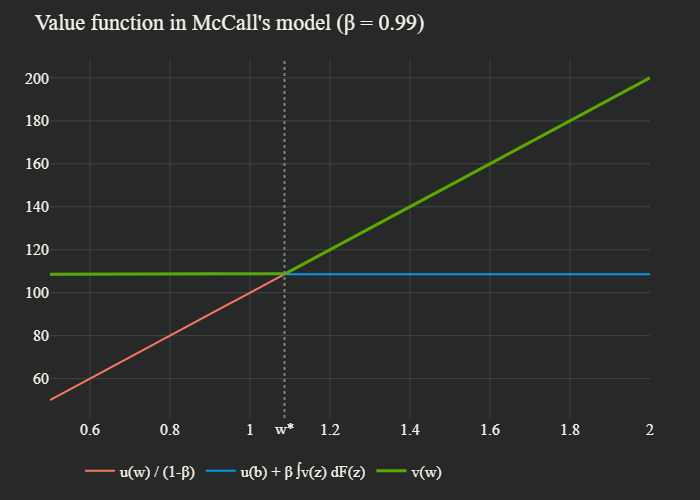 Value function in McCall's model (β = 0.99)
200
180
160
140
120
100
80
60
0.6 0.8 1 w* 1.2 1.4 1.6 1.8 2
u(w) / (1-β) u(b) + β ∫v(z) dF(z) v(w)